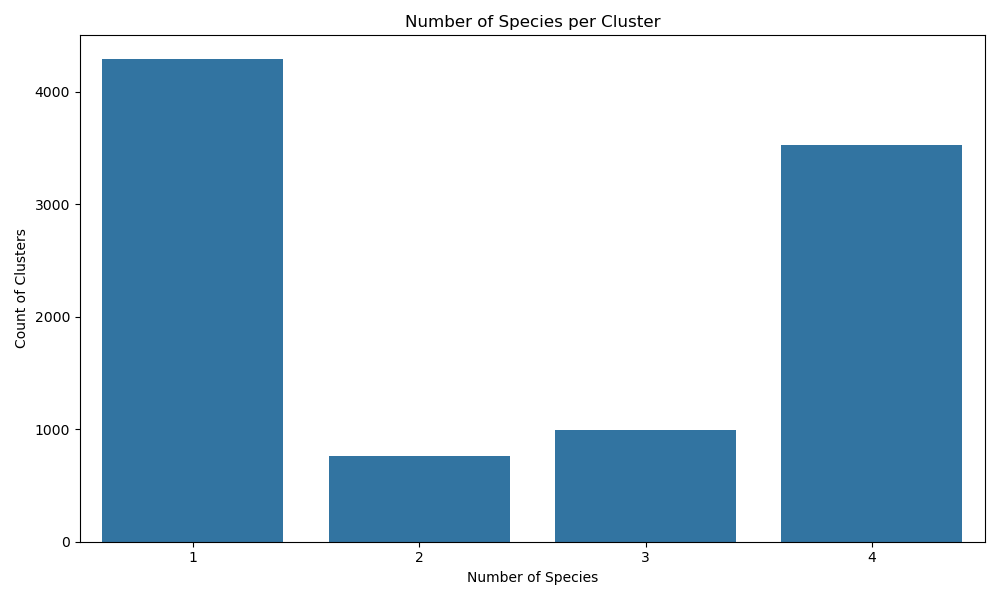 Number of Species per Cluster
Count of Clusters
4000
3000
2000
1000
0
1 2 3 4
Number of Species